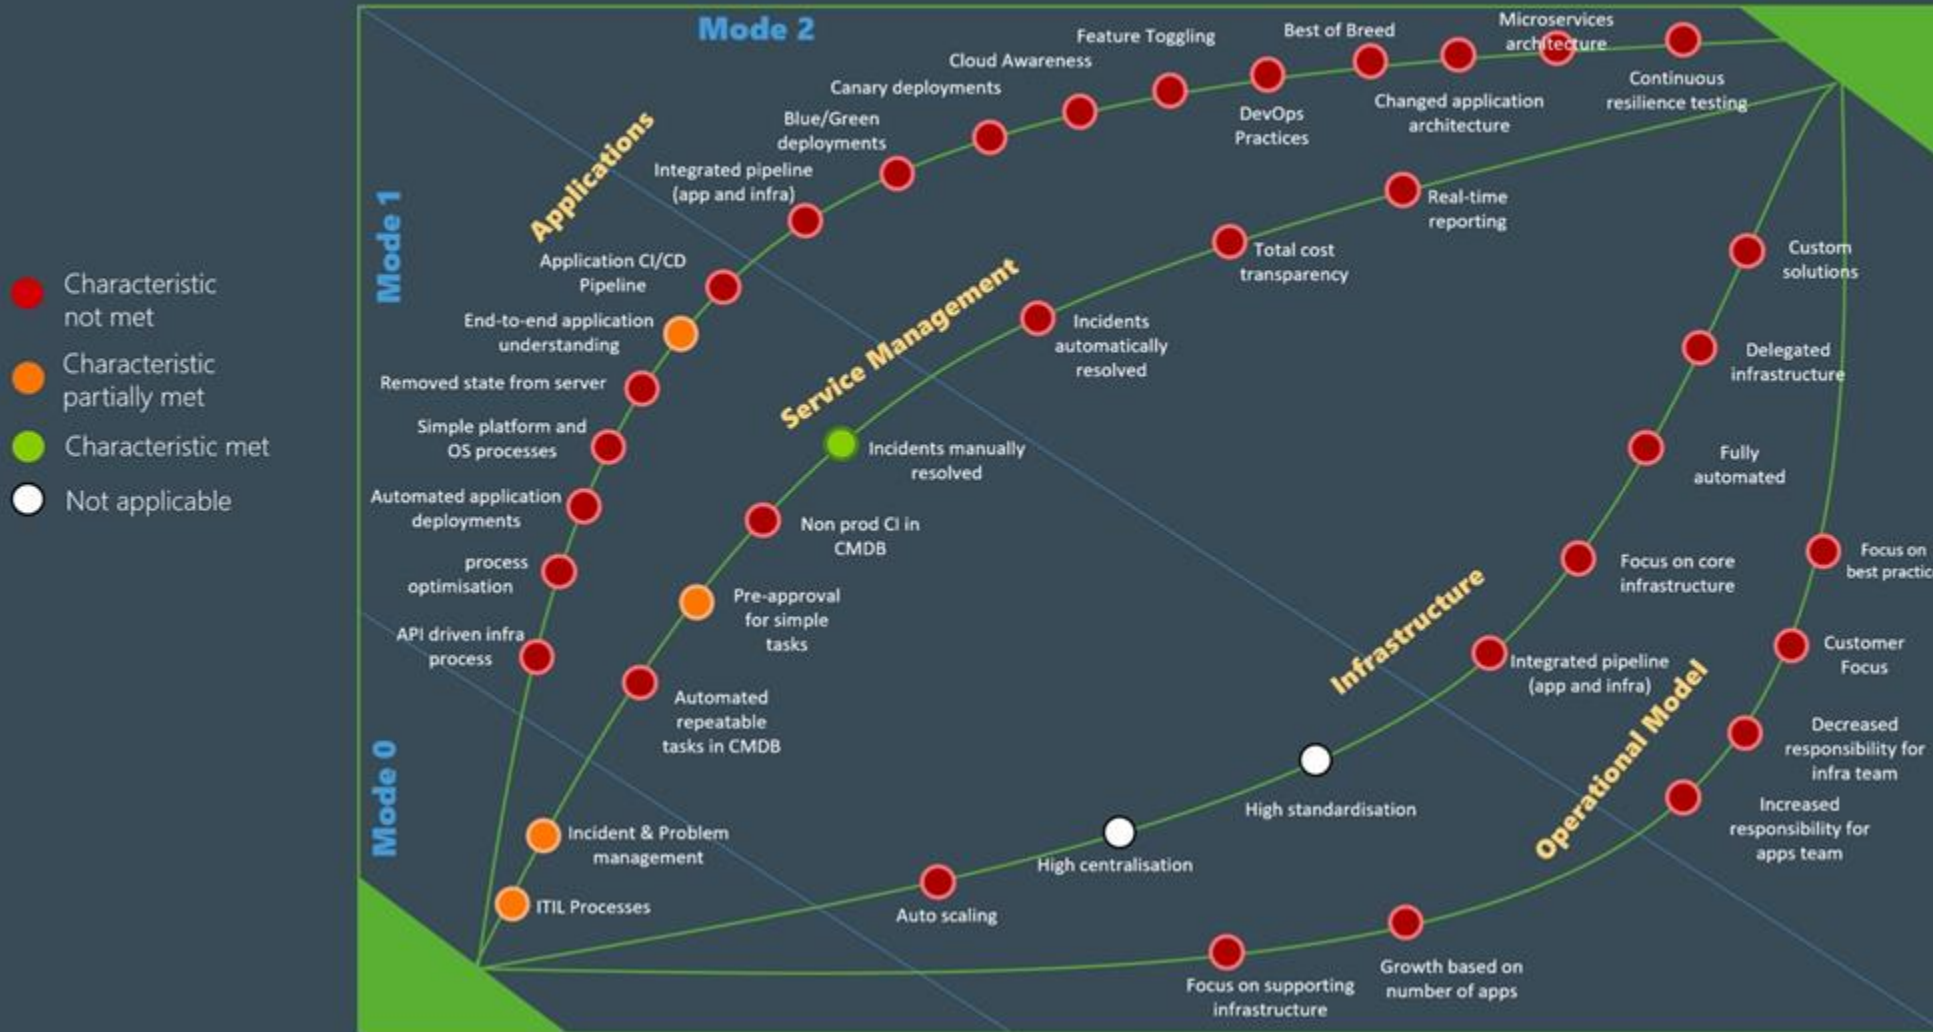 Characteristic
not met
Characteristic
partially met
Characteristic met
Not applicable
Mode 2
Mode 1
Mode 0
Applications
Microservices
architecture
Best of Breed
Feature Toggling
Cloud Awareness
Canary deployments
Blue/Green
deployments
Integrated pipeline
(app and infra)
Application CI/CD
Pipeline
End-to-end application
understanding
Removed state from server
Simple platform and
OS processes
Automated application
deployments
process
optimisation
API driven infra
process
Continuous
resilience testing
Changed application
architecture
DevOps
Practices
Service Management
Real-time
reporting
Total cost
transparency
Incidents
automatically
resolved
Incidents manually
resolved
Non prod CI in
CMDB
Pre-approval
for simple
tasks
Automated
repeatable
tasks in CMDB
Incident & Problem
management
ITIL Processes
Infrastructure
Custom
solutions
Delegated
infrastructure
Fully
automated
Focus on core
infrastructure
Integrated pipeline
(app and infra)
High standardisation
High centralisation
Auto scaling
Operational Model
Focus on
best practic
Customer
Focus
Decreased
responsibility for
infra team
Increased
responsibility for
apps team
Growth based on
number of apps
Focus on supporting
infrastructure